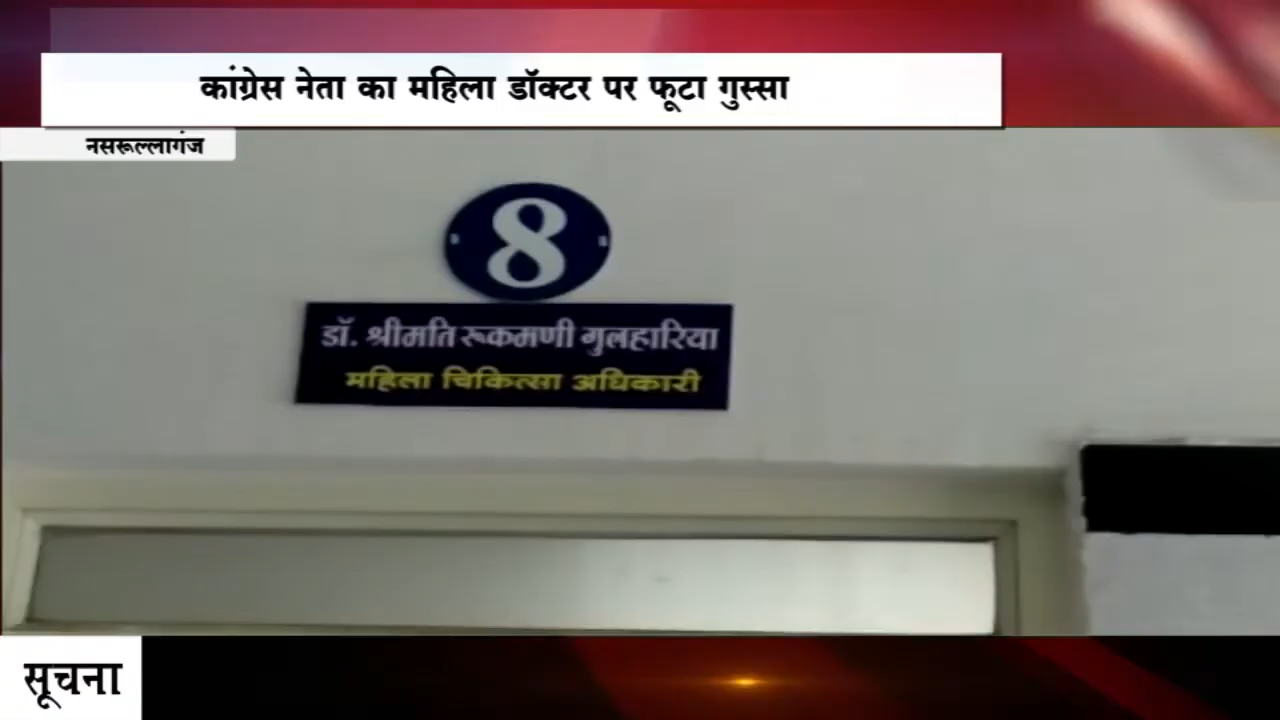 कांग्रेस नेता का महिला डॉक्टर पर फूटा गुस्सा
नसरूल्लागंज
8
डॉ. श्रीमति रूकमणी गुलहारिया
महिला चिकित्सा अधिकारी
सूचना